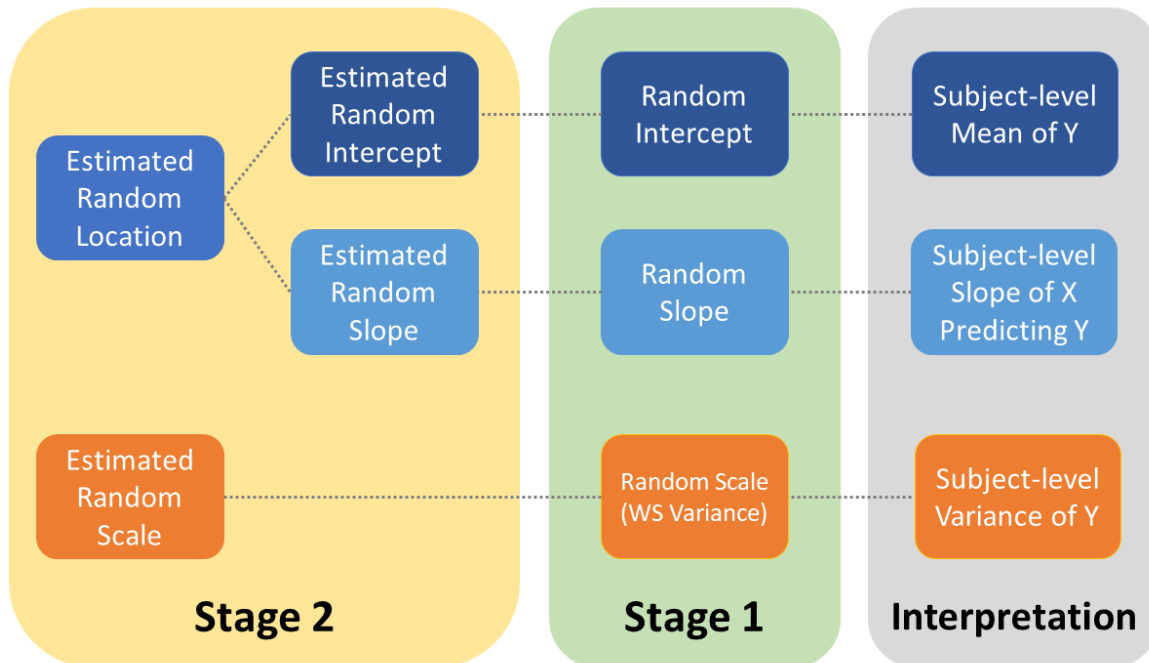 Estimated
Random
Location
Estimated
Random
Intercept
Estimated
Random
Slope
Estimated
Random
Scale
Stage 2
Random
Intercept
Random
Slope
Random Scale
(WS Variance)
Stage 1
Subject-level
Mean of Y
Subject-level
Slope of X
Predicting Y
Subject-level
Variance of Y
Interpretation